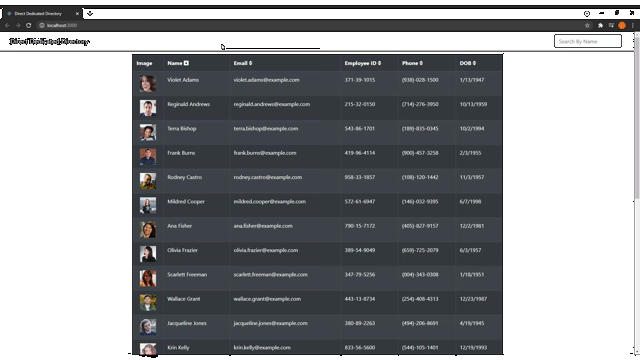 Direct Dedicated Directory
localhost:3000
Direct Dedicated Directory
Search By Name
Image Name Email Employee ID Phone DOB
Violet Adams violet.adams@example.com 371-39-1015 (938)-028-1500 1/13/1947
Reginald Andrews reginald.andrews@example.com 215-32-0150 (714)-276-3950 10/13/1959
Terra Bishop terra.bishop@example.com 543-86-1701 (189)-835-0345 10/2/1994
Frank Burns frank.burns@example.com 419-96-4114 (900)-457-3258 2/3/1955
Rodney Castro rodney.castro@example.com 958-33-1857 (108)-120-1442 11/3/1957
Mildred Cooper mildred.cooper@example.com 572-61-6947 (146)-032-9395 6/7/1998
Ana Fisher ana.fisher@example.com 790-15-7172 (405)-827-9157 12/2/1981
Olivia Frazier olivia.frazier@example.com 389-54-9049 (659)-725-2079 6/3/1957
Scarlett Freeman scarlett.freeman@example.com 347-79-5256 (004)-343-0308 1/18/1951
Wallace Grant wallace.grant@example.com 443-13-8734 (254)-408-4313 12/23/1987
Jacqueline Jones jacqueline.jones@example.com 380-89-2263 (494)-206-8691 4/19/1945
Krin Kelly krin.kelly@example.com 833-56-5600 (544)-105-1401 12/19/1993